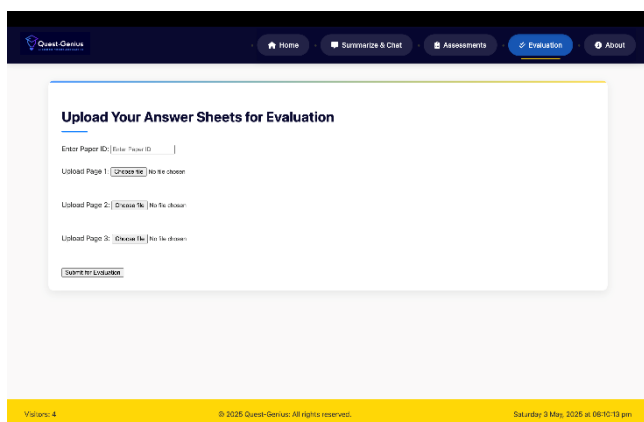 Quest-Genius
Home
Summarize & Chat
Assessments
Evaluation
About
Upload Your Answer Sheets for Evaluation
Enter Paper ID: Enter Paper ID
Upload Page 1: Choose file No file chosen
Upload Page 2: Choose file No file chosen
Upload Page 3: Choose file No file chosen
Submit for Evaluation
Visitors: 4
© 2025 Quest-Genius. All rights reserved.
Saturday 3 May, 2025 at 08:10:13 pm